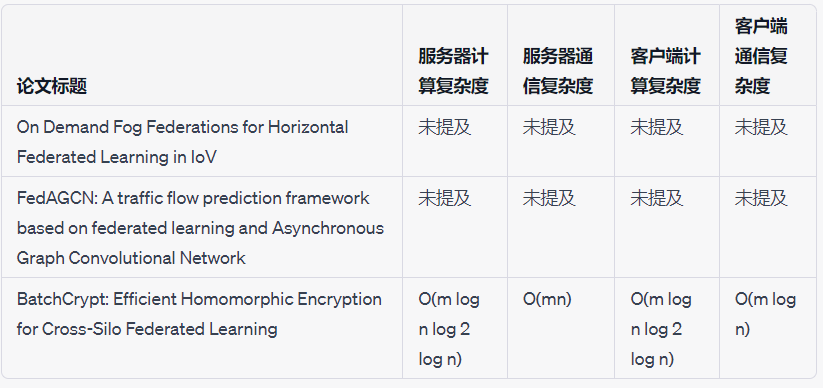 论文标题
服务器计
算复杂度
服务器通
信复杂度
客户端计
算复杂度
客户端
通信复
杂度
On Demand Fog Federations for Horizontal
Federated Learning in IoV
未提及
未提及
未提及
未提及
FedAGCN: A traffic flow prediction framework
based on federated learning and Asynchronous
Graph Convolutional Network
未提及
未提及
未提及
未提及
BatchCrypt: Efficient Homomorphic Encryption
for Cross-Silo Federated Learning
O(m log
n log 2
log n)
O(mn)
O(m log
n log 2
log n)
O(m log
n)